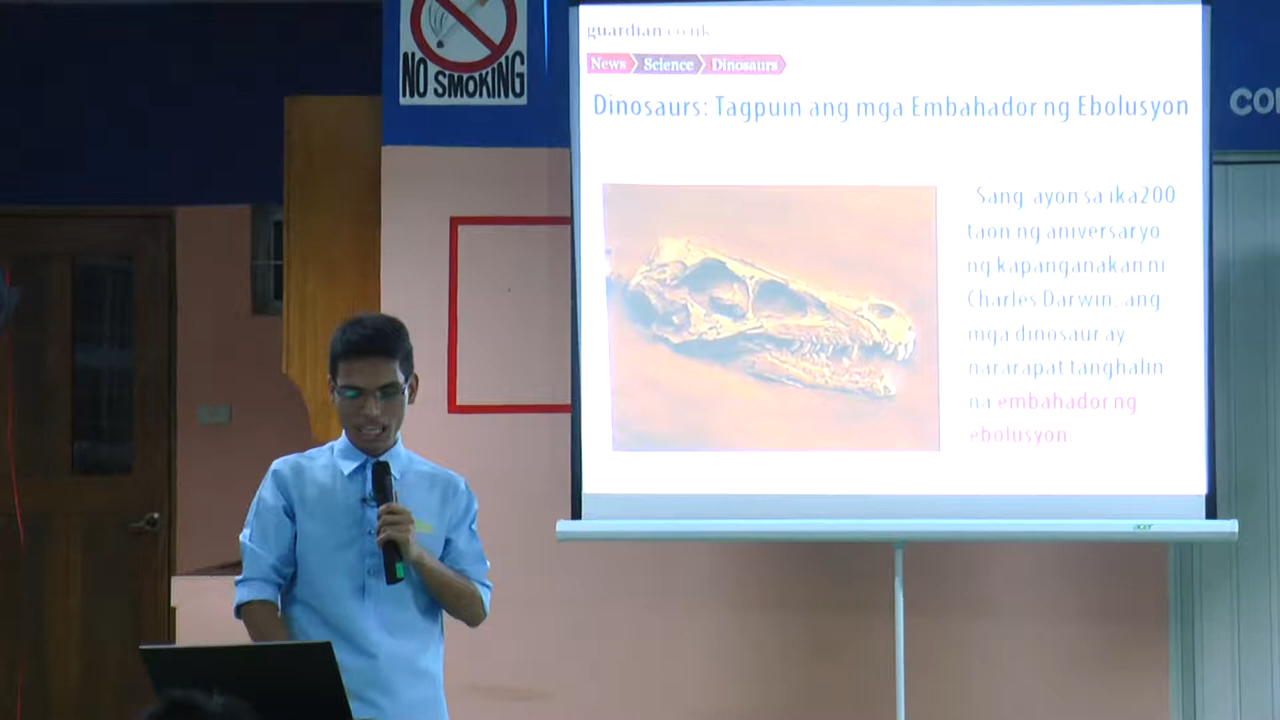 NO SMOKING
guardian.co.uk
News Science Dinosaurs
Dinosaurs: Tagpuin ang mga Embahador ng Ebolusyon
Sang ayon sa ika200
taon ng aniversaryo
ng kapanganakan ni
Charles Darwin, ang
mga dinosaur ay
nararapat tanghalin
na embahador ng
ebolusyon.
acer